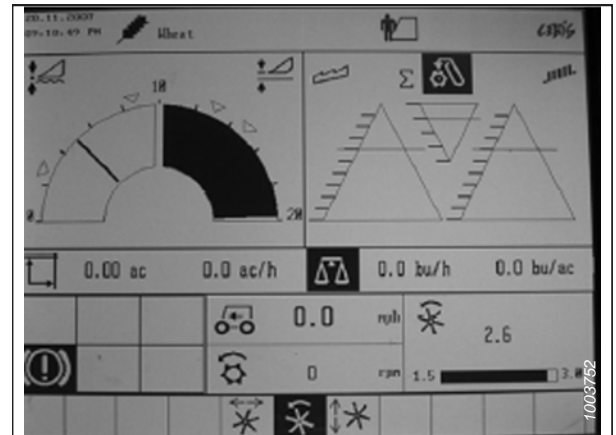 20.11.2007
09:10:49 PM
Wheat
CEBIS
10
Σ
0
20
0.00 ac
0.0 ac/h
0.0 bu/h
0.0 bu/ac
0.0 mph
2.6
0 rpm
1.5
3.0
1003752